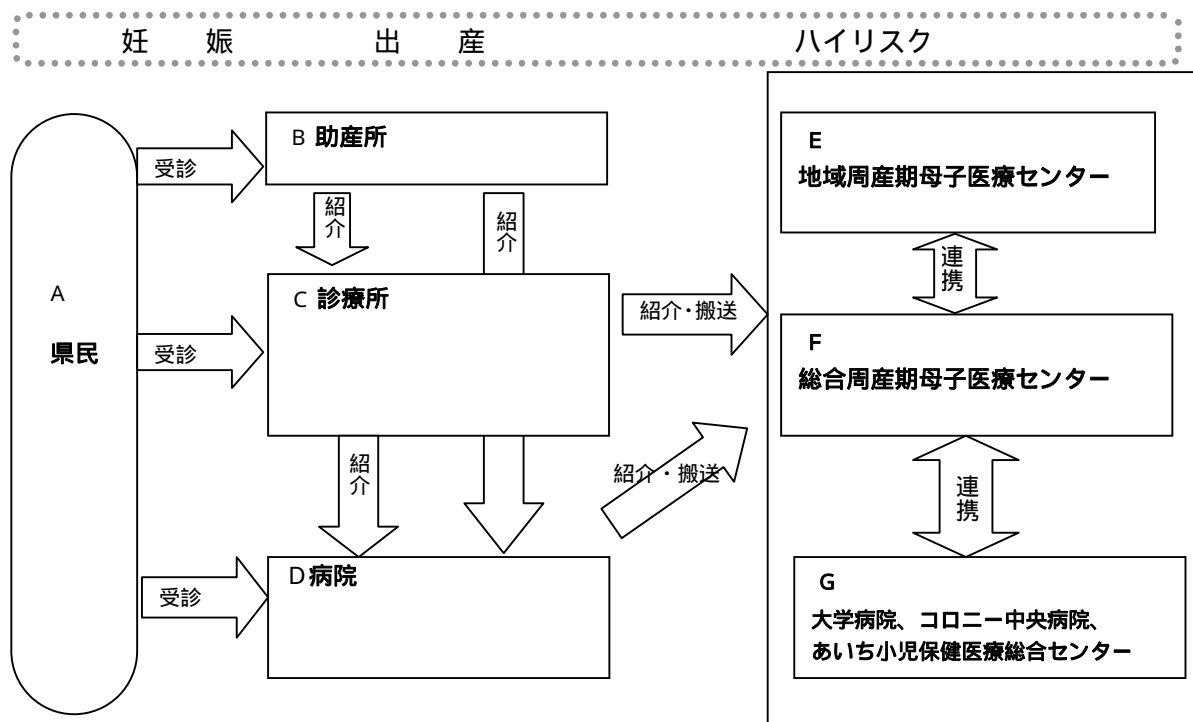 妊娠 出産 ハイリスク
A
県民
受診
受診
受診
B 助産所
紹介
紹介
C 診療所
紹介
D 病院
紹介・搬送
紹介・搬送
E
地域周産期母子医療センター
連携
F
総合周産期母子医療センター
連携
G
大学病院、コロニー中央病院、
あいち小児保健医療総合センター